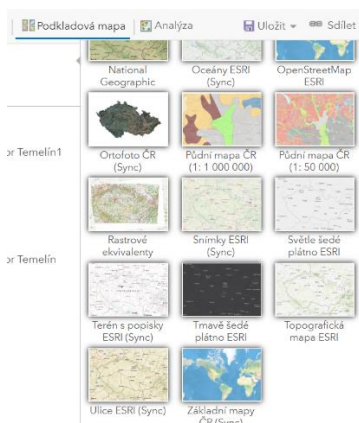 Podkladová mapa
Analýza
Uložit
Sdílet
National
Geographic
Oceány ESRI
(Sync)
OpenStreetMap
ESRI
or Temelín1
Ortofoto ČR
(Sync)
Půdní mapa ČR
(1: 1 000 000)
Půdní mapa ČR
(1: 50 000)
or Temelín
Rastrové
ekvivalenty
Snímky ESRI
(Sync)
Světle šedé
plátno ESRI
Terén s popisky
ESRI (Sync)
Tmavě šedé
plátno ESRI
Topografická
mapa ESRI
Ulice ESRI (Sync)
Základní mapy
ČR (Sync)